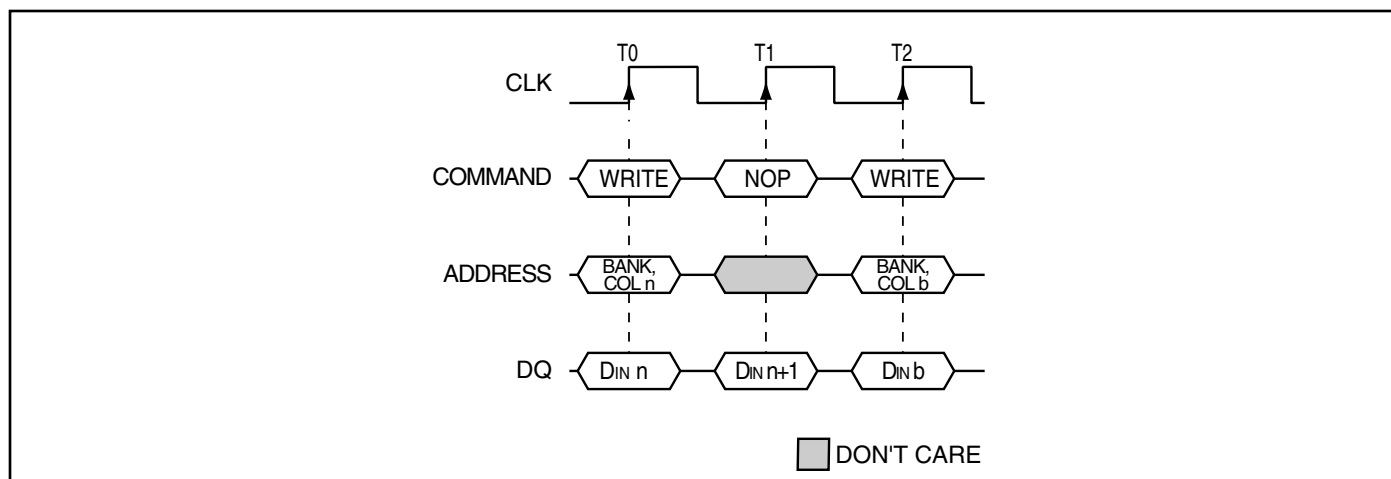 T0 T1 T2
CLK
COMMAND WRITE NOP WRITE
ADDRESS BANK, COL n BANK, COL b
DQ DIN n DIN n+1 DIN b
DON'T CARE